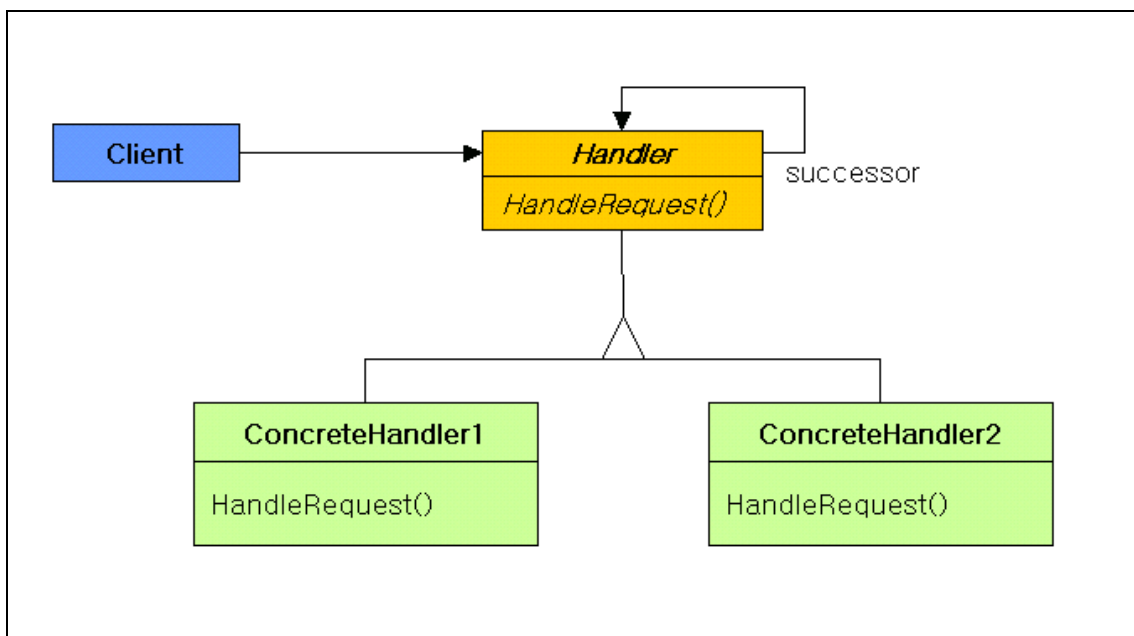 Client
Handler
successor
HandleRequest()
ConcreteHandler1
ConcreteHandler2
HandleRequest()
HandleRequest()